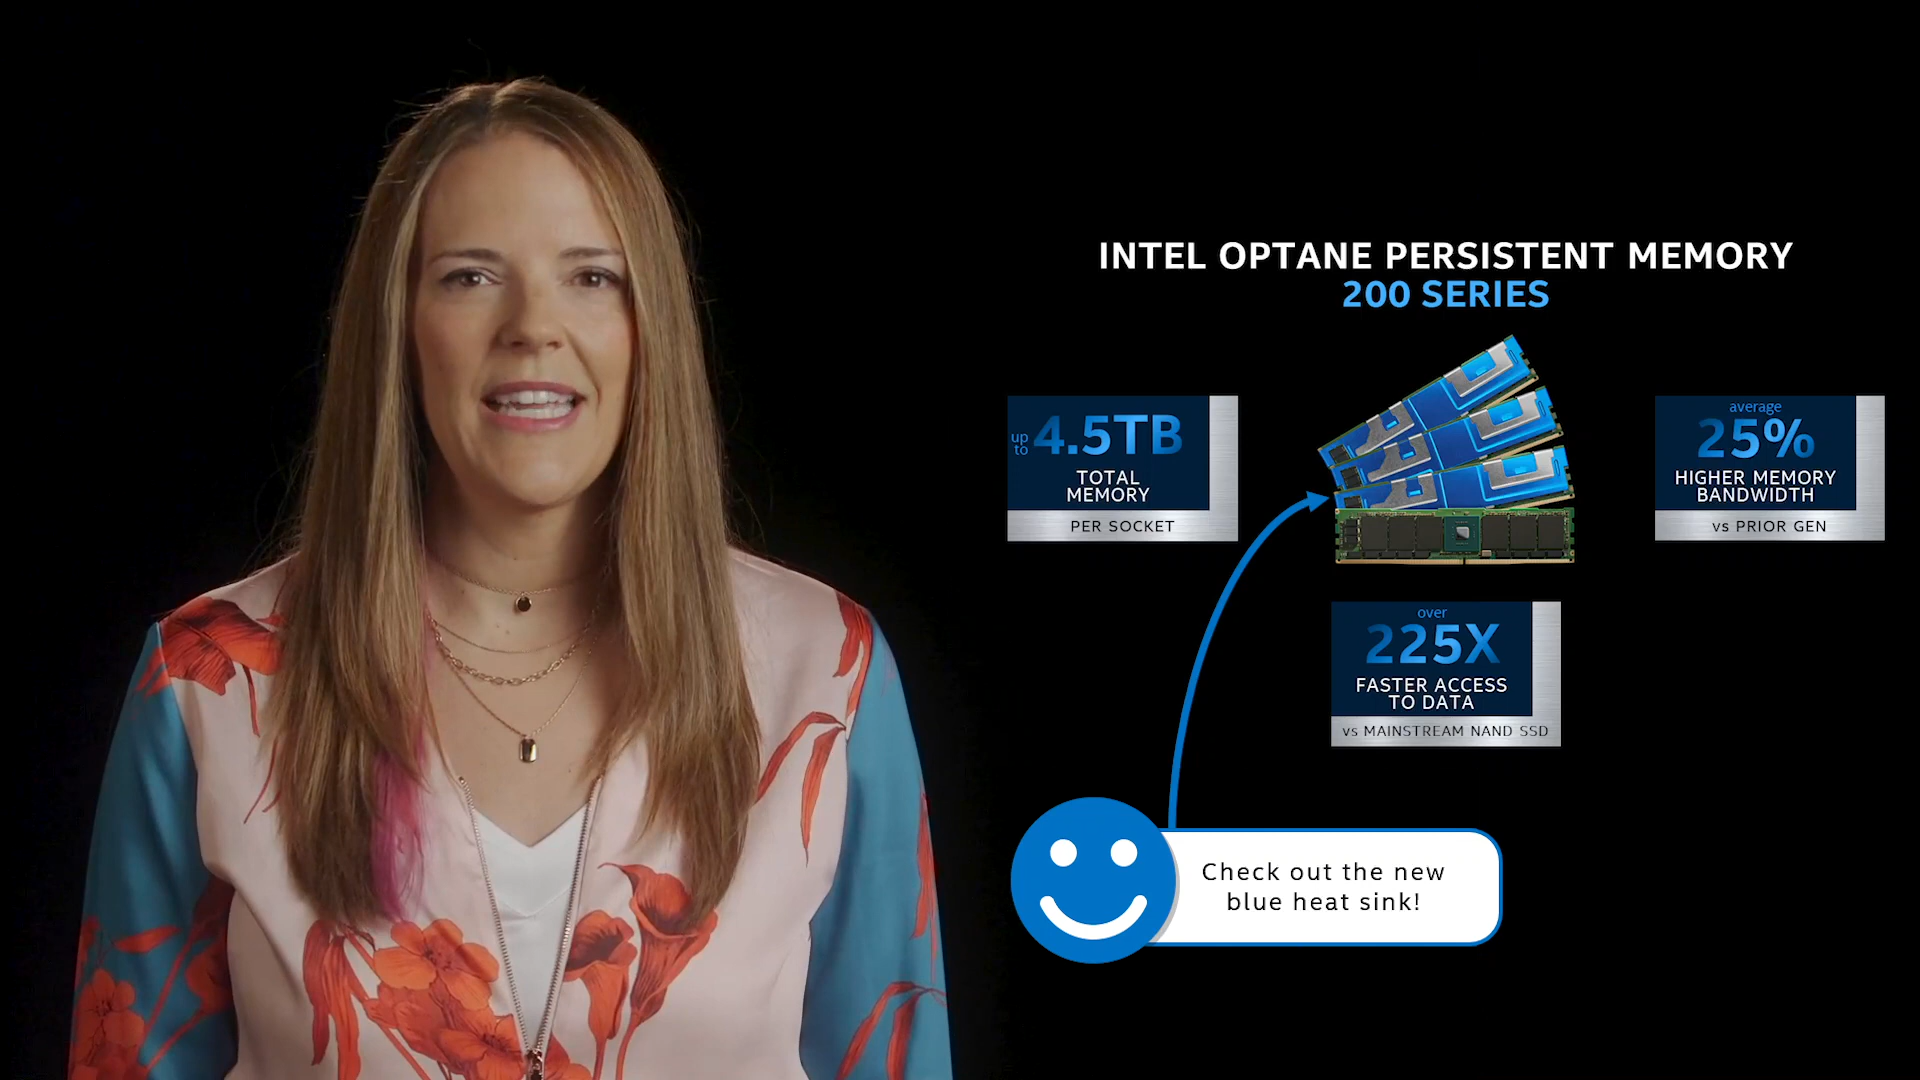 INTEL OPTANE PERSISTENT MEMORY
200 SERIES
up to 4.5TB
TOTAL
MEMORY
PER SOCKET
average
25%
HIGHER MEMORY
BANDWIDTH
vs PRIOR GEN
over
225X
FASTER ACCESS
TO DATA
vs MAINSTREAM NAND SSD
Check out the new
blue heat sink!